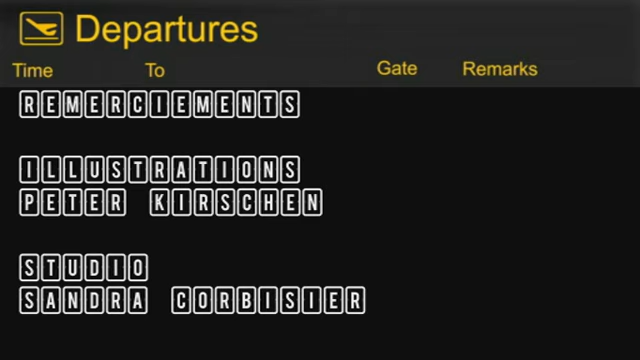 Departures
Time To Gate Remarks
REMERCIEMENTS
ILLUSTRATIONS
PETER KIRSCHEN
STUDIO
SANDRA CORBISIER